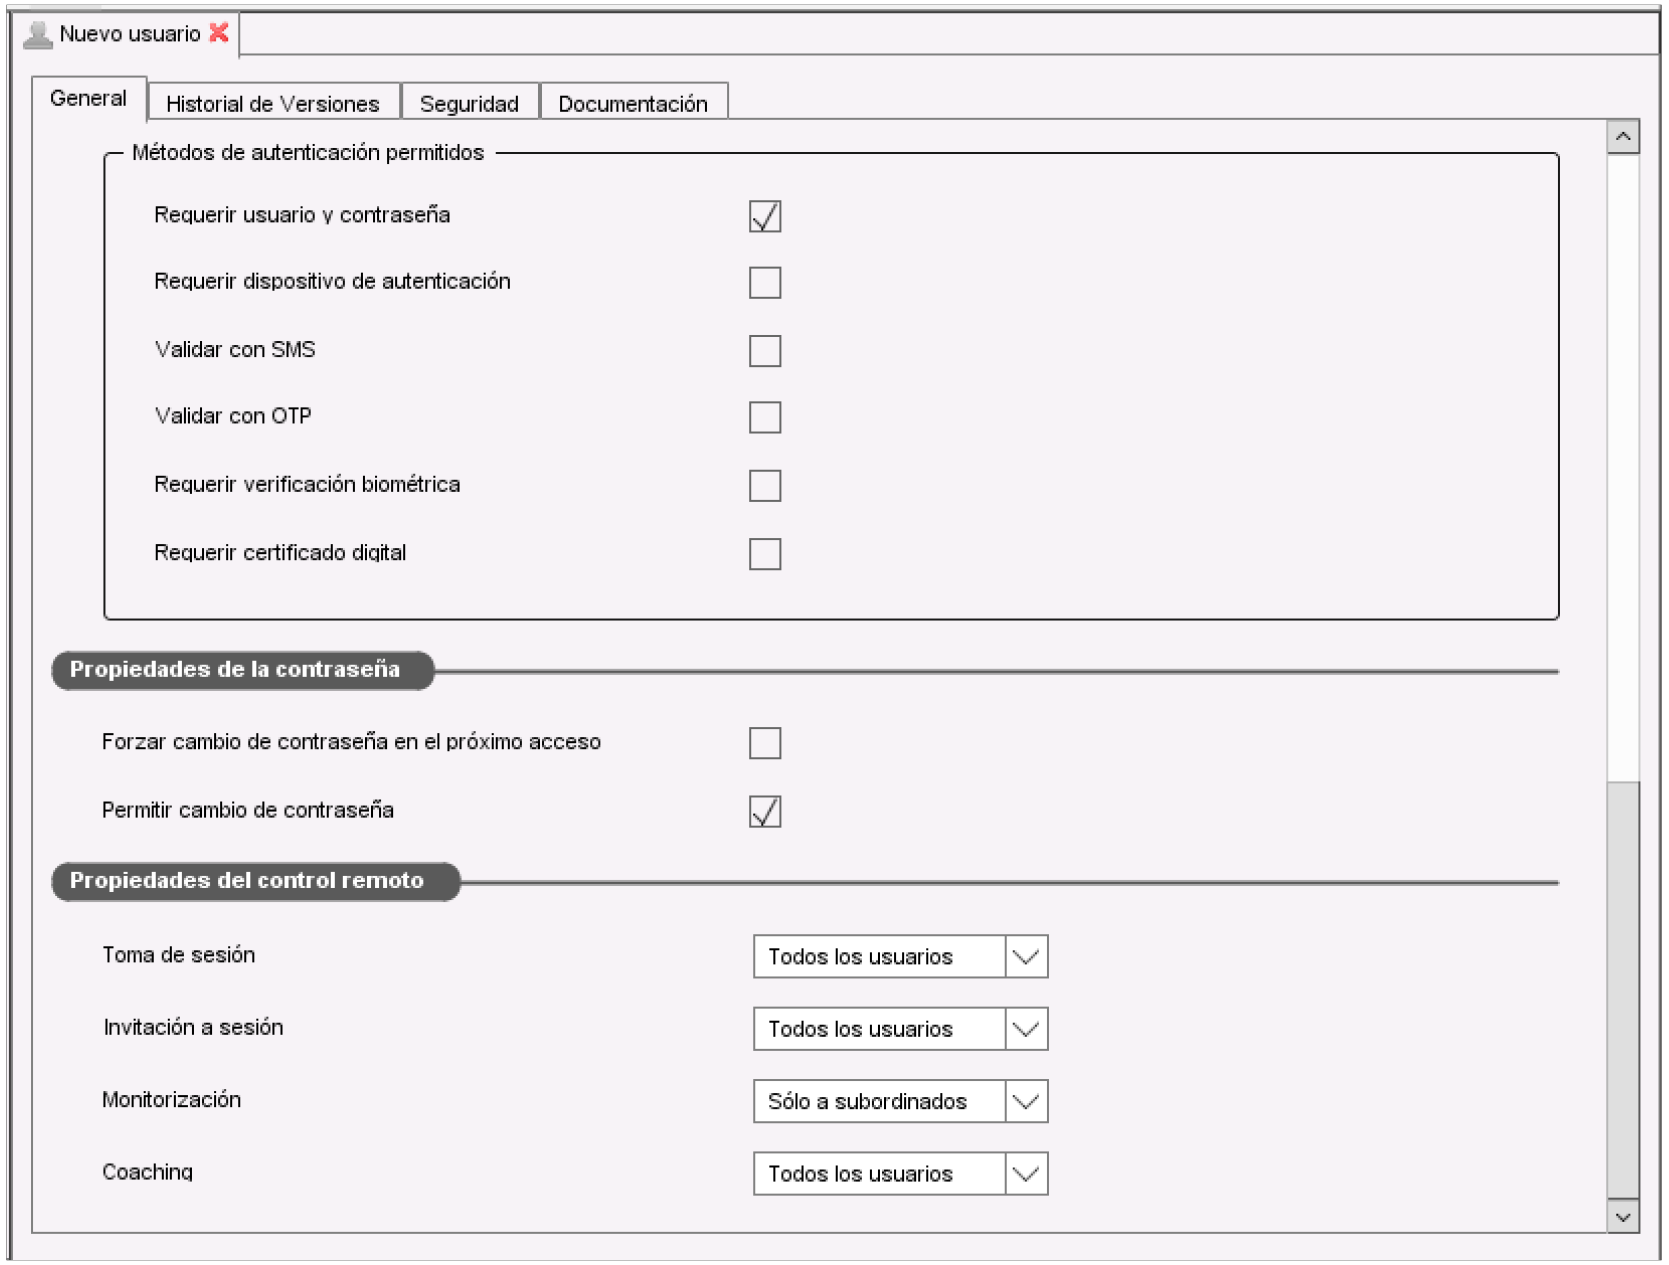 Nuevo usuario
General
Historial de Versiones
Seguridad
Documentación
Métodos de autenticación permitidos
Requerir usuario y contraseña
Requerir dispositivo de autenticación
Validar con SMS
Validar con OTP
Requerir verificación biométrica
Requerir certificado digital
Propiedades de la contraseña
Forzar cambio de contraseña en el próximo acceso
Permitir cambio de contraseña
Propiedades del control remoto
Toma de sesión Todos los usuarios
Invitación a sesión Todos los usuarios
Monitorización Sólo a subordinados
Coaching Todos los usuarios